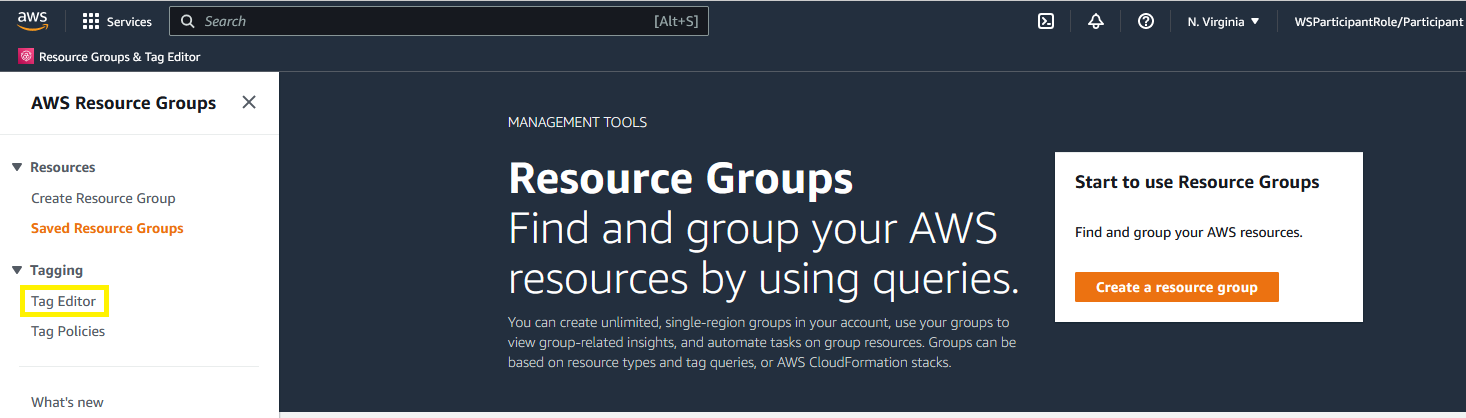 aws
Services
Search [Alt+S]
N. Virginia
WSParticipantRole/Participant
Resource Groups & Tag Editor
AWS Resource Groups
Resources
Create Resource Group
Saved Resource Groups
Tagging
Tag Editor
Tag Policies
What's new
MANAGEMENT TOOLS
Resource Groups
Find and group your AWS
resources by using queries.
You can create unlimited, single-region groups in your account, use your groups to
view group-related insights, and automate tasks on group resources. Groups can be
based on resource types and tag queries, or AWS CloudFormation stacks.
Start to use Resource Groups
Find and group your AWS resources.
Create a resource group